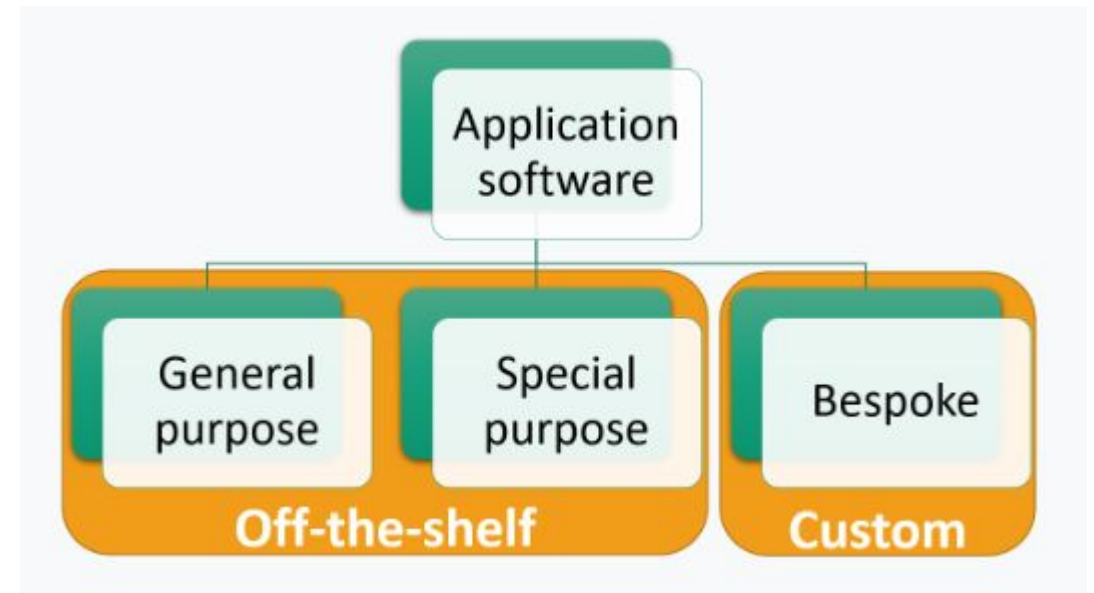 Application
software
General
purpose
Special
purpose
Bespoke
Off-the-shelf
Custom